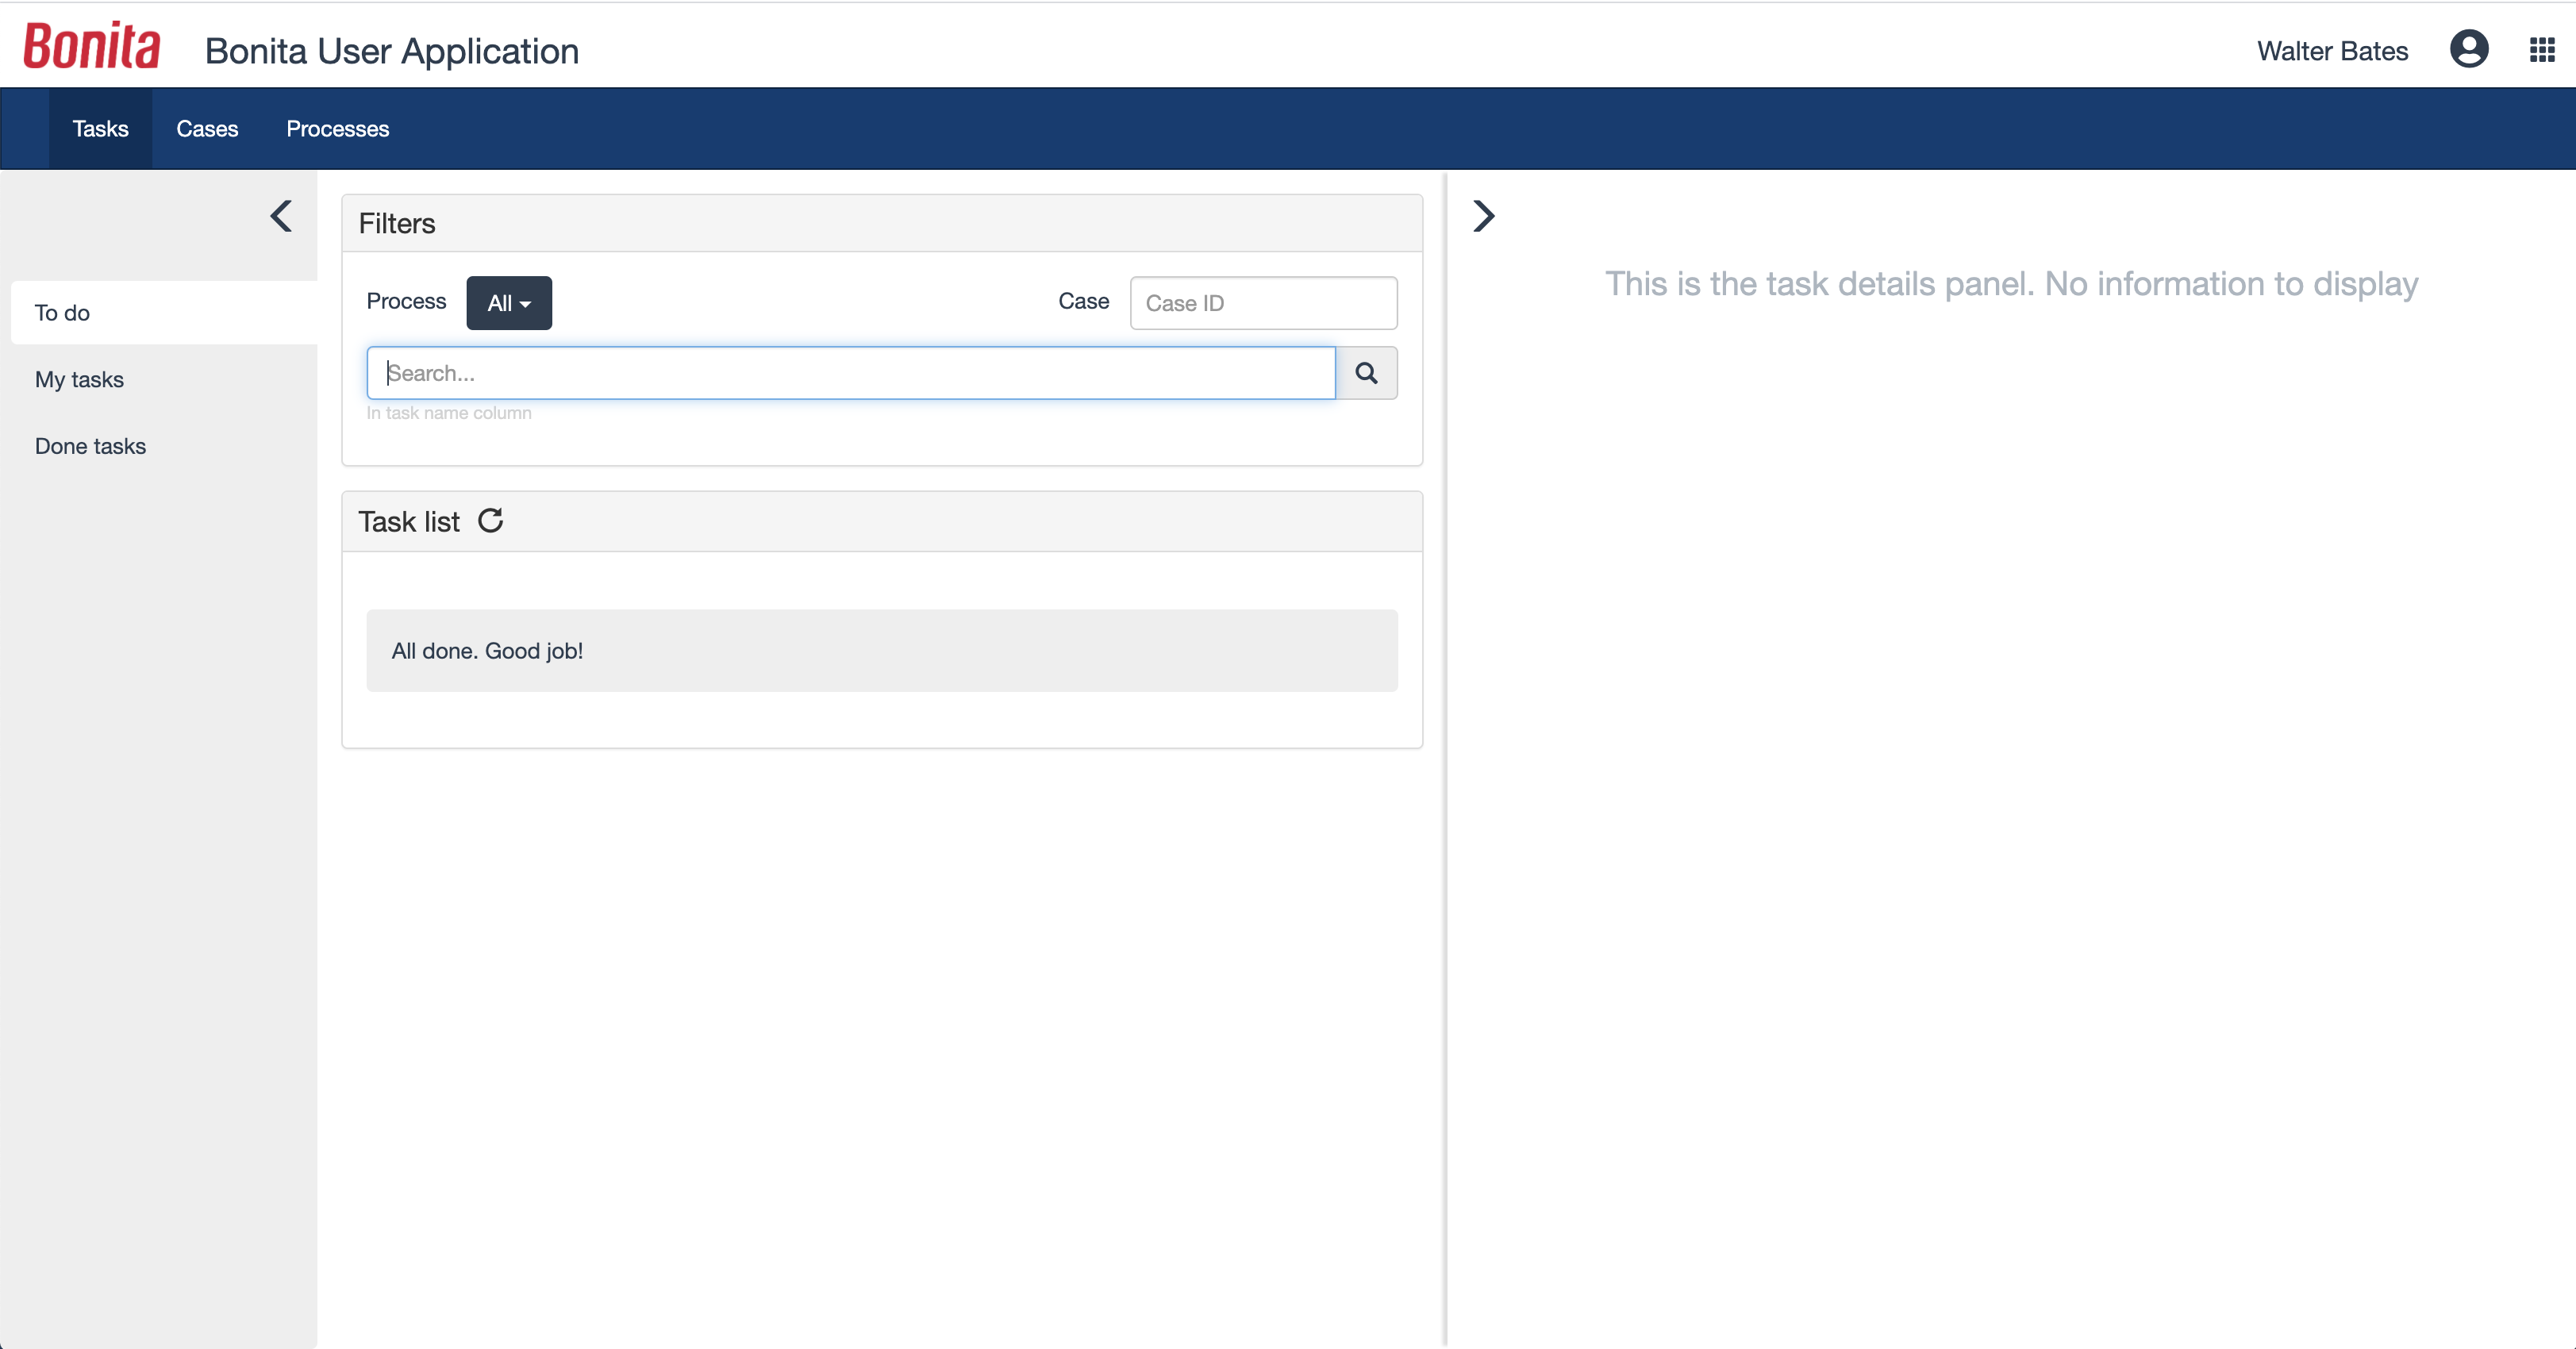 Bonita
Bonita User Application
Walter Bates
Tasks
Cases
Processes
To do
My tasks
Done tasks
Filters
Process
All
Case
Case ID
Search...
In task name column
Task list
All done. Good job!
This is the task details panel. No information to display